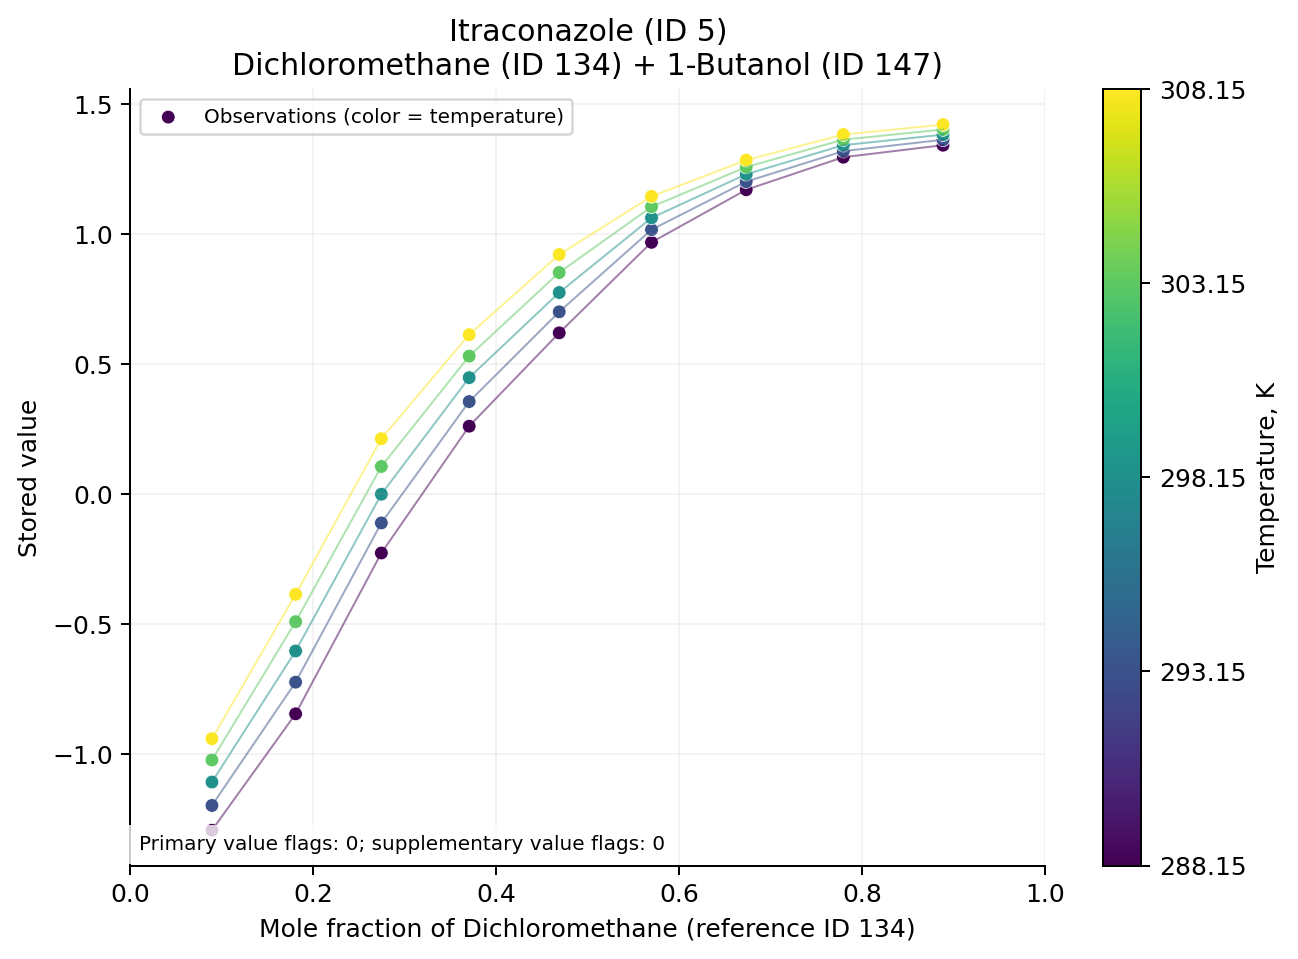 Itraconazole (ID 5)
Dichloromethane (ID 134) + 1-Butanol (ID 147)
Observations (color = temperature)
1.5
1.0
0.5
0.0
−0.5
−1.0
Stored value
Primary value flags: 0; supplementary value flags: 0
0.0
0.2
0.4
0.6
0.8
1.0
Mole fraction of Dichloromethane (reference ID 134)
308.15
303.15
298.15
293.15
288.15
Temperature, K